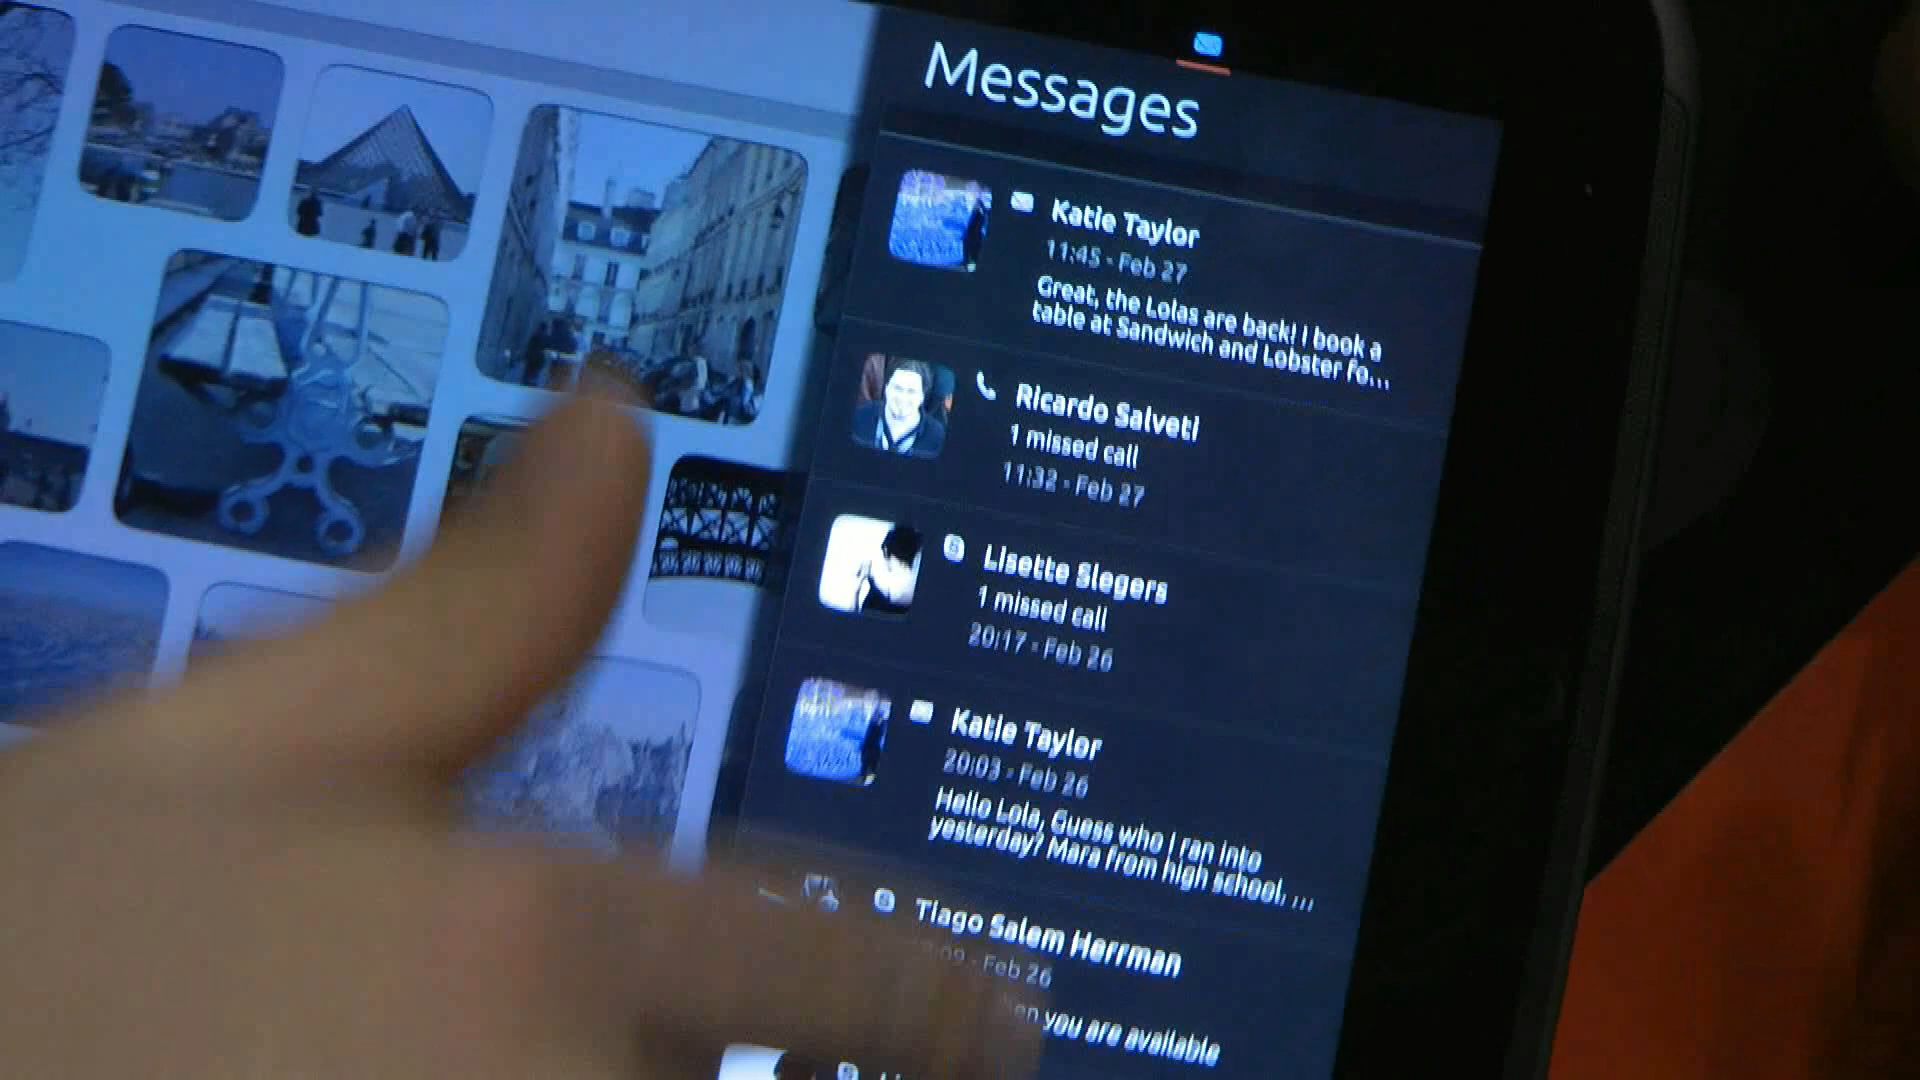 Messages
Katie Taylor
11:45 - Feb 27
Great, the Lolas are back! I book a
table at Sandwich and Lobster fo...
Ricardo Salveti
1 missed call
11:32 - Feb 27
Lisette Slegers
1 missed call
20:17 - Feb 26
Katie Taylor
20:03 - Feb 26
Hello Lola, Guess who I ran into
yesterday? Mara from high school, ...
Tiago Salem Herrman
Feb 26
you are available